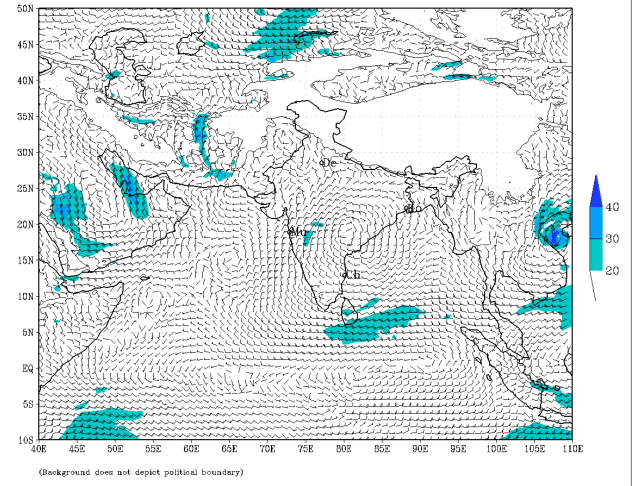 50N
45N
40N
35N
30N
De
25N
40
Ko
20N
Mu
30
15N
Ch
20
10N
5N
EQ
5S
10S
40E 45E 50E 55E 60E 65E 70E 75E 80E 85E 90E 95E 100E 105E 110E
(Background does not depict political boundary)